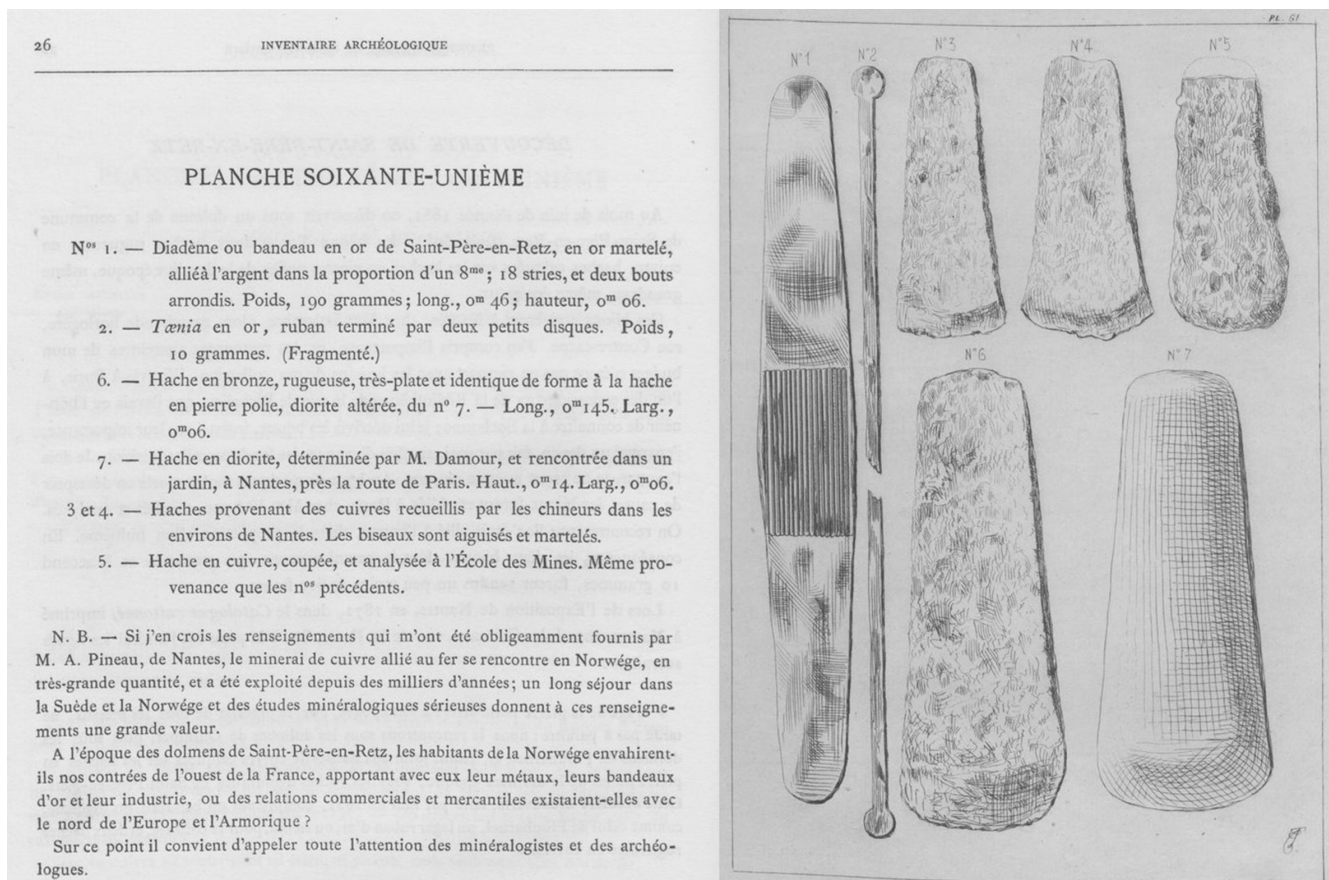 26
INVENTAIRE ARCHÉOLOGIQUE
PLANCHE SOIXANTE-UNIÈME
Nos 1. — Diadème ou bandeau en or de Saint-Père-en-Retz, en or martelé,
alliéà l'argent dans la proportion d'un 8me; 18 stries, et deux bouts
arrondis. Poids, 190 grammes; long., 0m 46; hauteur, 0m 06.
2. — Tænia en or, ruban terminé par deux petits disques. Poids,
10 grammes. (Fragmenté.)
6. — Hache en bronze, rugueuse, très-plate et identique de forme à la hache
en pierre polie, diorite altérée, du no 7. — Long., 0m145. Larg.,
0m06.
7. — Hache en diorite, déterminée par M. Damour, et rencontrée dans un
jardin, à Nantes, près la route de Paris. Haut., 0m14. Larg., 0m06.
3 et 4. — Haches provenant des cuivres recueillis par les chineurs dans les
environs de Nantes. Les biseaux sont aiguisés et martelés.
5. — Hache en cuivre, coupée, et analysée à l'École des Mines. Même pro-
venance que les nos précédents.
N. B. — Si j'en crois les renseignements qui m'ont été obligeamment fournis par
M. A. Pineau, de Nantes, le minerai de cuivre allié au fer se rencontre en Norwége, en
très-grande quantité, et a été exploité depuis des milliers d'années; un long séjour dans
la Suède et la Norwége et des études minéralogiques sérieuses donnent à ces renseigne-
ments une grande valeur.
A l'époque des dolmens de Saint-Père-en-Retz, les habitants de la Norwége envahirent-
ils nos contrées de l'ouest de la France, apportant avec eux leur métaux, leurs bandeaux
d'or et leur industrie, ou des relations commerciales et mercantiles existaient-elles avec
le nord de l'Europe et l'Armorique ?
Sur ce point il convient d'appeler toute l'attention des minéralogistes et des archéo-
logues.
PL. 61
N°1
N°2
N°3
N°4
N°5
N°6
N°7